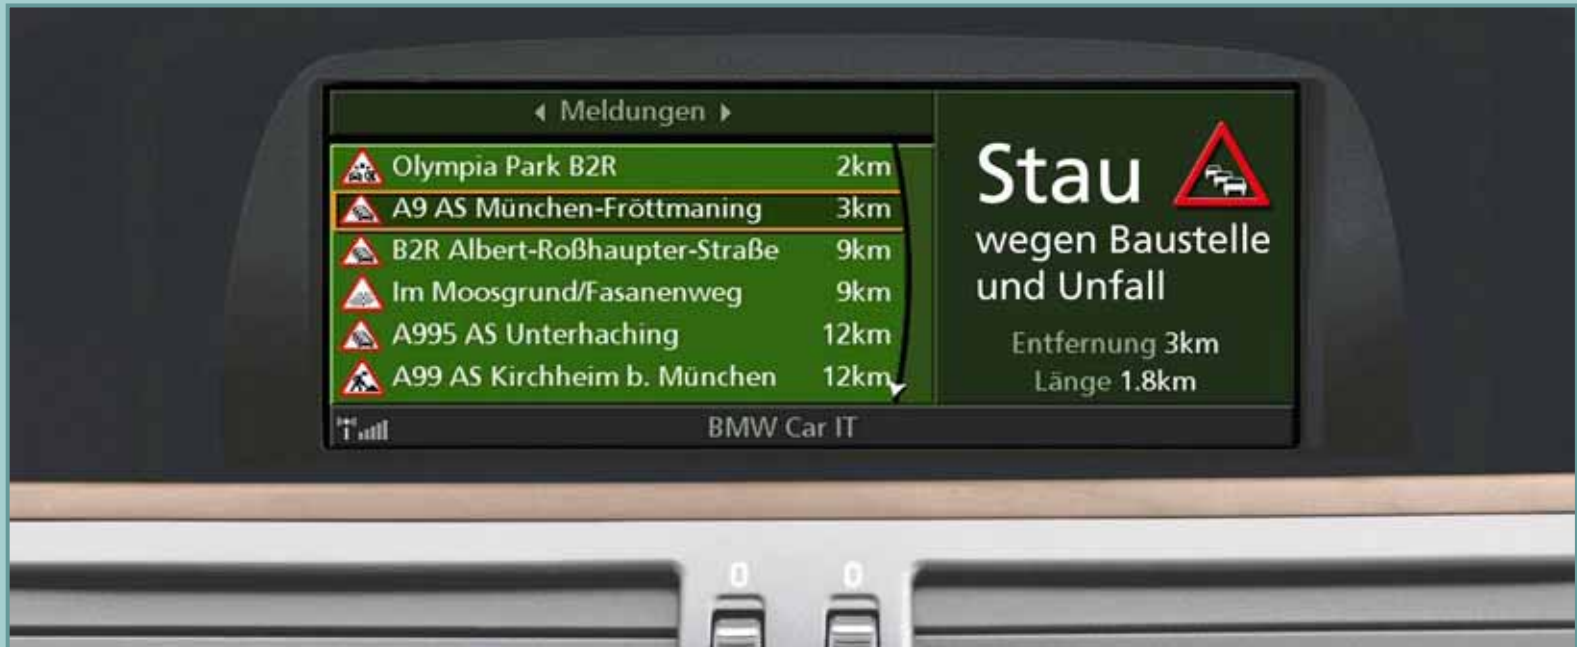 Meldungen
Olympia Park B2R 2km
A9 AS München-Fröttmaning 3km
B2R Albert-Roßhaupter-Straße 9km
Im Moosgrund/Fasanenweg 9km
A995 AS Unterhaching 12km
A99 AS Kirchheim b. München 12km
BMW Car IT
Stau
wegen Baustelle
und Unfall
Entfernung 3km
Länge 1.8km
0 0